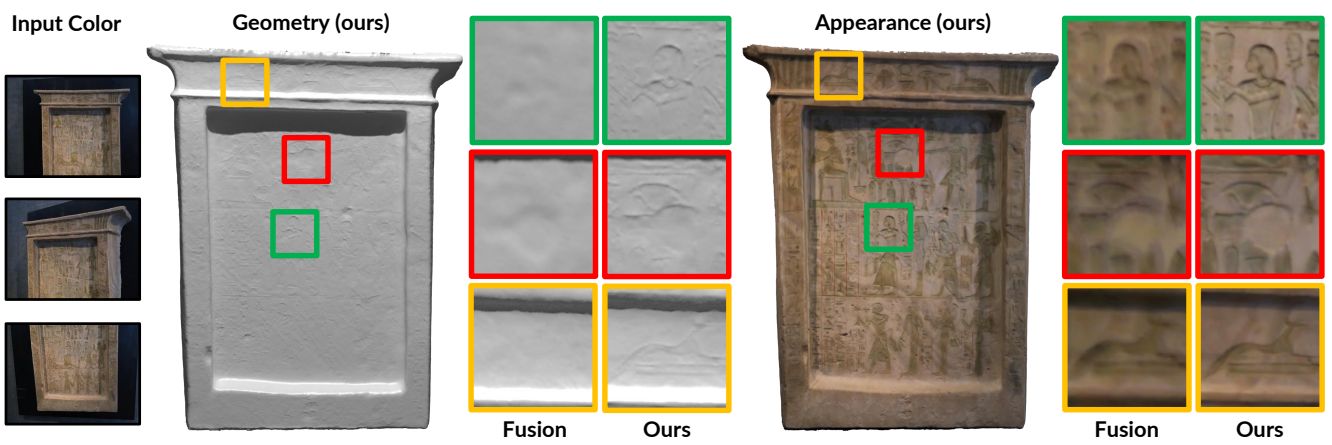 Input Color
Geometry (ours)
Appearance (ours)
Fusion
Ours
Fusion
Ours